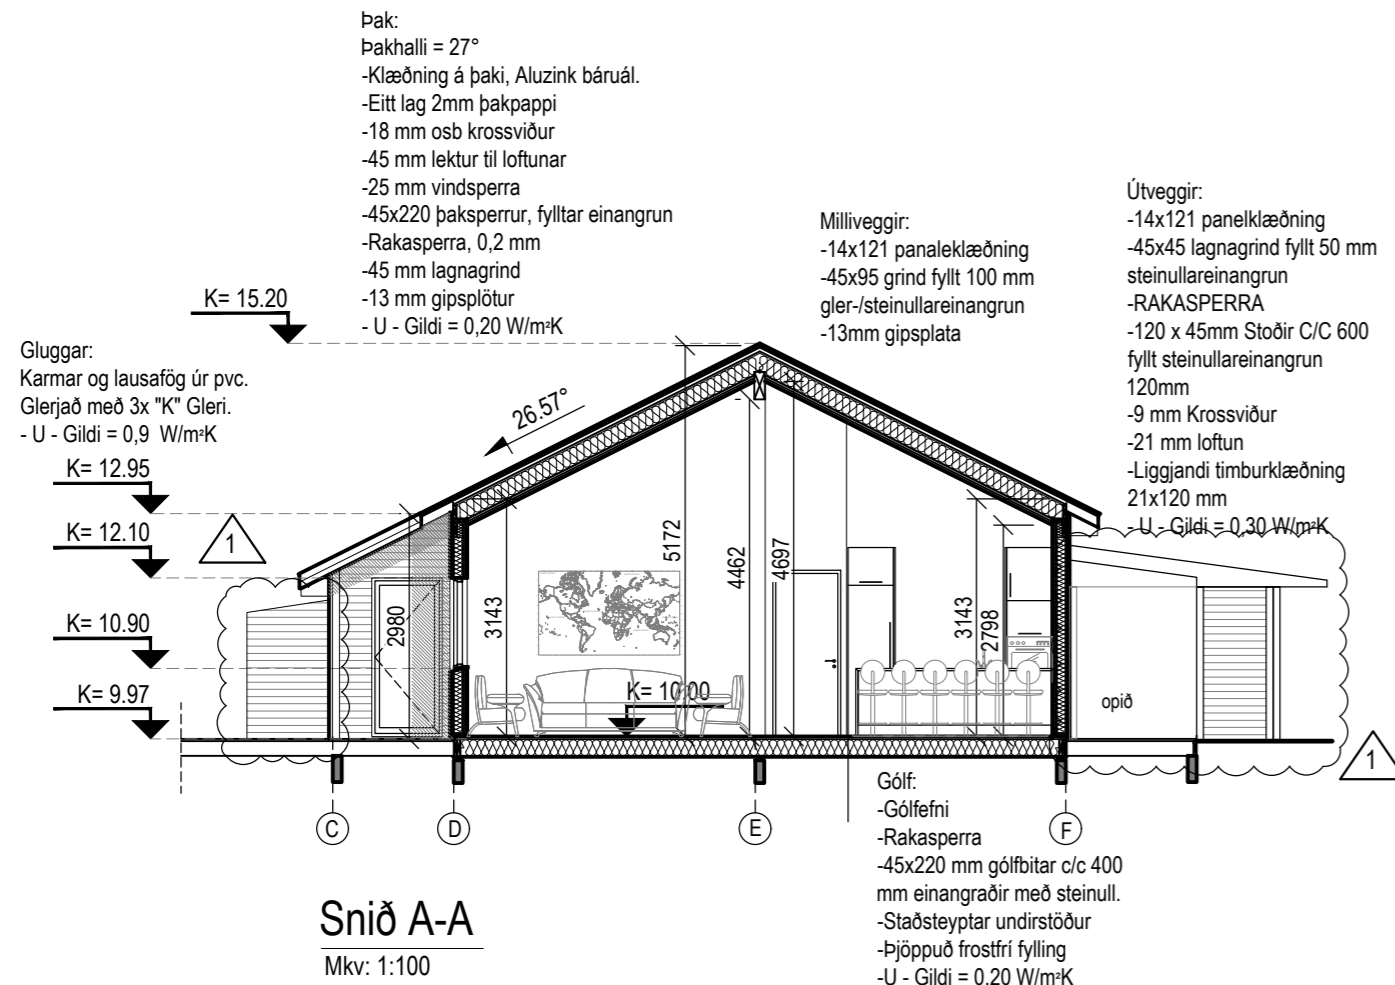 Þak:
Þakhalli = 27°
-Klæðning á þaki, Aluzink báruál.
-Eitt lag 2mm þakpappi
-18 mm osb krossviður
-45 mm lektur til loftunar
-25 mm vindsperra
-45x220 þaksperrur, fylltar einangrun
-Rakasperra, 0,2 mm
-45 mm lagnagrind
-13 mm gipsplötur
- U - Gildi = 0,20 W/m²K
Milliveggir:
-14x121 panaleklæðning
-45x95 grind fyllt 100 mm
gler-/steinullareinangrun
-13mm gipsplata
Útveggir:
-14x121 panelklæðning
-45x45 lagnagrind fyllt 50 mm
steinullareinangrun
-RAKASPERRA
-120 x 45mm Stoðir C/C 600
fyllt steinullareinangrun
120mm
-9 mm Krossviður
-21 mm loftun
-Liggjandi timburklæðning
21x120 mm
- U - Gildi = 0,30 W/m²K
Gluggar:
Karmar og lausafög úr pvc.
Glerjað með 3x "K" Gleri.
- U - Gildi = 0,9 W/m²K
K= 15.20
K= 12.95
K= 12.10
K= 10.90
K= 9.97
1
26.57°
2980
3143
5172
4462
4697
3143
2798
K= 10.00
opið
1
C
D
E
F
Gólf:
-Gólfefni
-Rakasperra
-45x220 mm gólfbitar c/c 400
mm einangraðir með steinull.
-Staðsteyptar undirstöður
-Þjöppuð frostfrí fylling
-U - Gildi = 0.20 W/m²K
Snið A-A
Mkv: 1:100